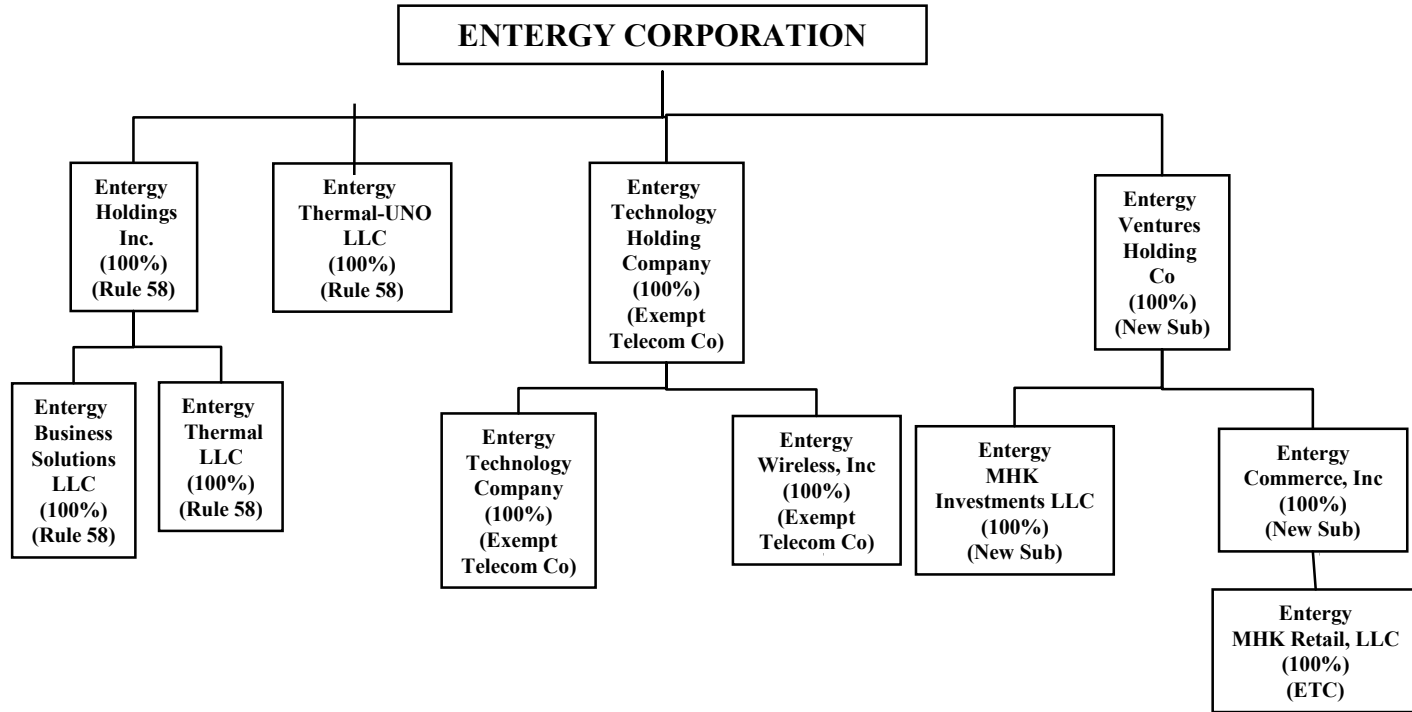 ENTERGY CORPORATION
Entergy
Holdings
Inc.
(100%)
(Rule 58)
Entergy
Thermal-UNO
LLC
(100%)
(Rule 58)
Entergy
Technology
Holding
Company
(100%)
(Exempt
Telecom Co)
Entergy
Ventures
Holding
Co
(100%)
(New Sub)
Entergy
Business
Solutions
LLC
(100%)
(Rule 58)
Entergy
Thermal
LLC
(100%)
(Rule 58)
Entergy
Technology
Company
(100%)
(Exempt
Telecom Co)
Entergy
Wireless, Inc
(100%)
(Exempt
Telecom Co)
Entergy
MHK
Investments LLC
(100%)
(New Sub)
Entergy
Commerce, Inc
(100%)
(New Sub)
Entergy
MHK Retail, LLC
(100%)
(ETC)